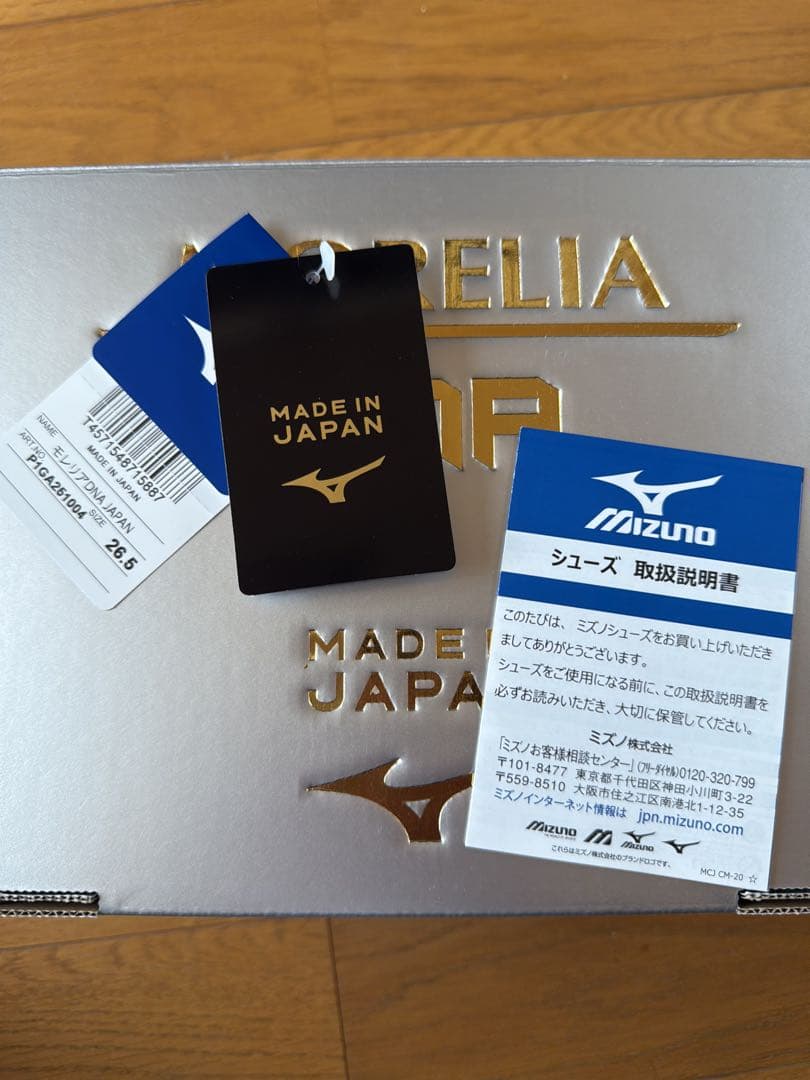 MORELIA
MADE IN
JAPAN
T4571548715887
MADE IN JAPAN
NAME モレリアDNA JAPAN
ART.NO P1GA251004 SIZE 26.5
MADE
JAPA
MIZUNO
シューズ 取扱説明書
このたびは、ミズノシューズをお買い上げいただき
ましてありがとうございます。
シューズをご使用になる前に、この取扱説明書を
必ずお読みいただき、大切に保管してください。
ミズノ株式会社
「ミズノお客様相談センター」(フリーダイヤル)0120-320-799
〒101-8477 東京都千代田区神田小川町3-22
〒559-8510 大阪市住之江区南港北1-12-35
ミズノインターネット情報は jpn.mizuno.com
MIZUNO MIZUNO
これらはミズノ株式会社のブランドロゴです。
MCJ CM-20 ☆